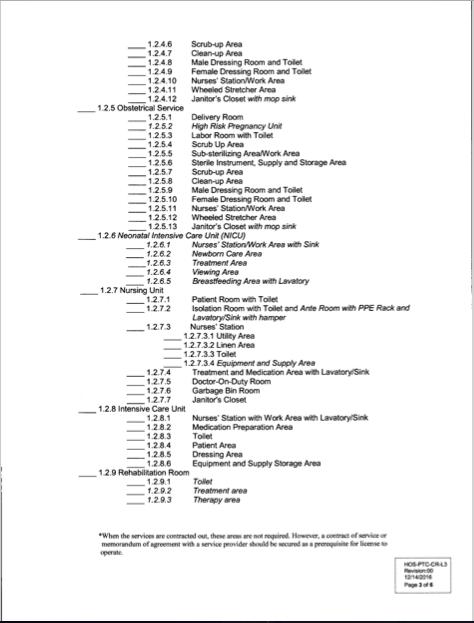 ____ 1.2.4.6 Scrub-up Area
____ 1.2.4.7 Clean-up Area
____ 1.2.4.8 Male Dressing Room and Toilet
____ 1.2.4.9 Female Dressing Room and Toilet
____ 1.2.4.10 Nurses' Station/Work Area
____ 1.2.4.11 Wheeled Stretcher Area
____ 1.2.4.12 Janitor's Closet with mop sink
____ 1.2.5 Obstetrical Service
____ 1.2.5.1 Delivery Room
____ 1.2.5.2 High Risk Pregnancy Unit
____ 1.2.5.3 Labor Room with Toilet
____ 1.2.5.4 Scrub Up Area
____ 1.2.5.5 Sub-sterilizing Area/Work Area
____ 1.2.5.6 Sterile Instrument, Supply and Storage Area
____ 1.2.5.7 Scrub-up Area
____ 1.2.5.8 Clean-up Area
____ 1.2.5.9 Male Dressing Room and Toilet
____ 1.2.5.10 Female Dressing Room and Toilet
____ 1.2.5.11 Nurses' Station/Work Area
____ 1.2.5.12 Wheeled Stretcher Area
____ 1.2.5.13 Janitor's Closet with mop sink
____ 1.2.6 Neonatal Intensive Care Unit (NICU)
____ 1.2.6.1 Nurses' Station/Work Area with Sink
____ 1.2.6.2 Newborn Care Area
____ 1.2.6.3 Treatment Area
____ 1.2.6.4 Viewing Area
____ 1.2.6.5 Breastfeeding Area with Lavatory
____ 1.2.7 Nursing Unit
____ 1.2.7.1 Patient Room with Toilet
____ 1.2.7.2 Isolation Room with Toilet and Ante Room with PPE Rack and
Lavatory/Sink with hamper
____ 1.2.7.3 Nurses' Station
____ 1.2.7.3.1 Utility Area
____ 1.2.7.3.2 Linen Area
____ 1.2.7.3.3 Toilet
____ 1.2.7.3.4 Equipment and Supply Area
____ 1.2.7.4 Treatment and Medication Area with Lavatory/Sink
____ 1.2.7.5 Doctor-On-Duty Room
____ 1.2.7.6 Garbage Bin Room
____ 1.2.7.7 Janitor's Closet
____ 1.2.8 Intensive Care Unit
____ 1.2.8.1 Nurses' Station with Work Area with Lavatory/Sink
____ 1.2.8.2 Medication Preparation Area
____ 1.2.8.3 Toilet
____ 1.2.8.4 Patient Area
____ 1.2.8.5 Dressing Area
____ 1.2.8.6 Equipment and Supply Storage Area
____ 1.2.9 Rehabilitation Room
____ 1.2.9.1 Toilet
____ 1.2.9.2 Treatment area
____ 1.2.9.3 Therapy area
*When the services are contracted out, these areas are not required. However, a contract of service or
memorandum of agreement with a service provider should be secured as a prerequisite for license to
operate.
HOS-PTC-CR-L3
Revision:00
12/14/2016
Page 3 of 6